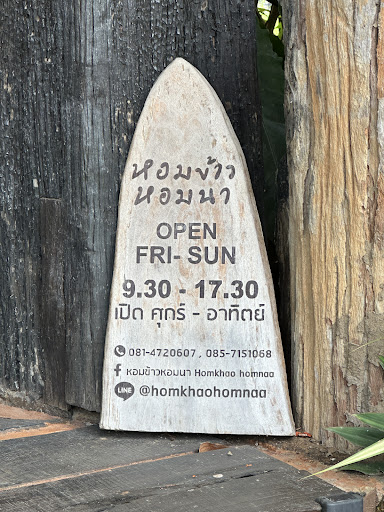 หอมข้าว
หอมนา
OPEN
FRI- SUN
9.30 - 17.30
เปิด ศุกร์ - อาทิตย์
081-4720607 , 085-7151068
f หอมข้าวหอมนา Homkhao homnaa
LINE @homkhaohomnaa